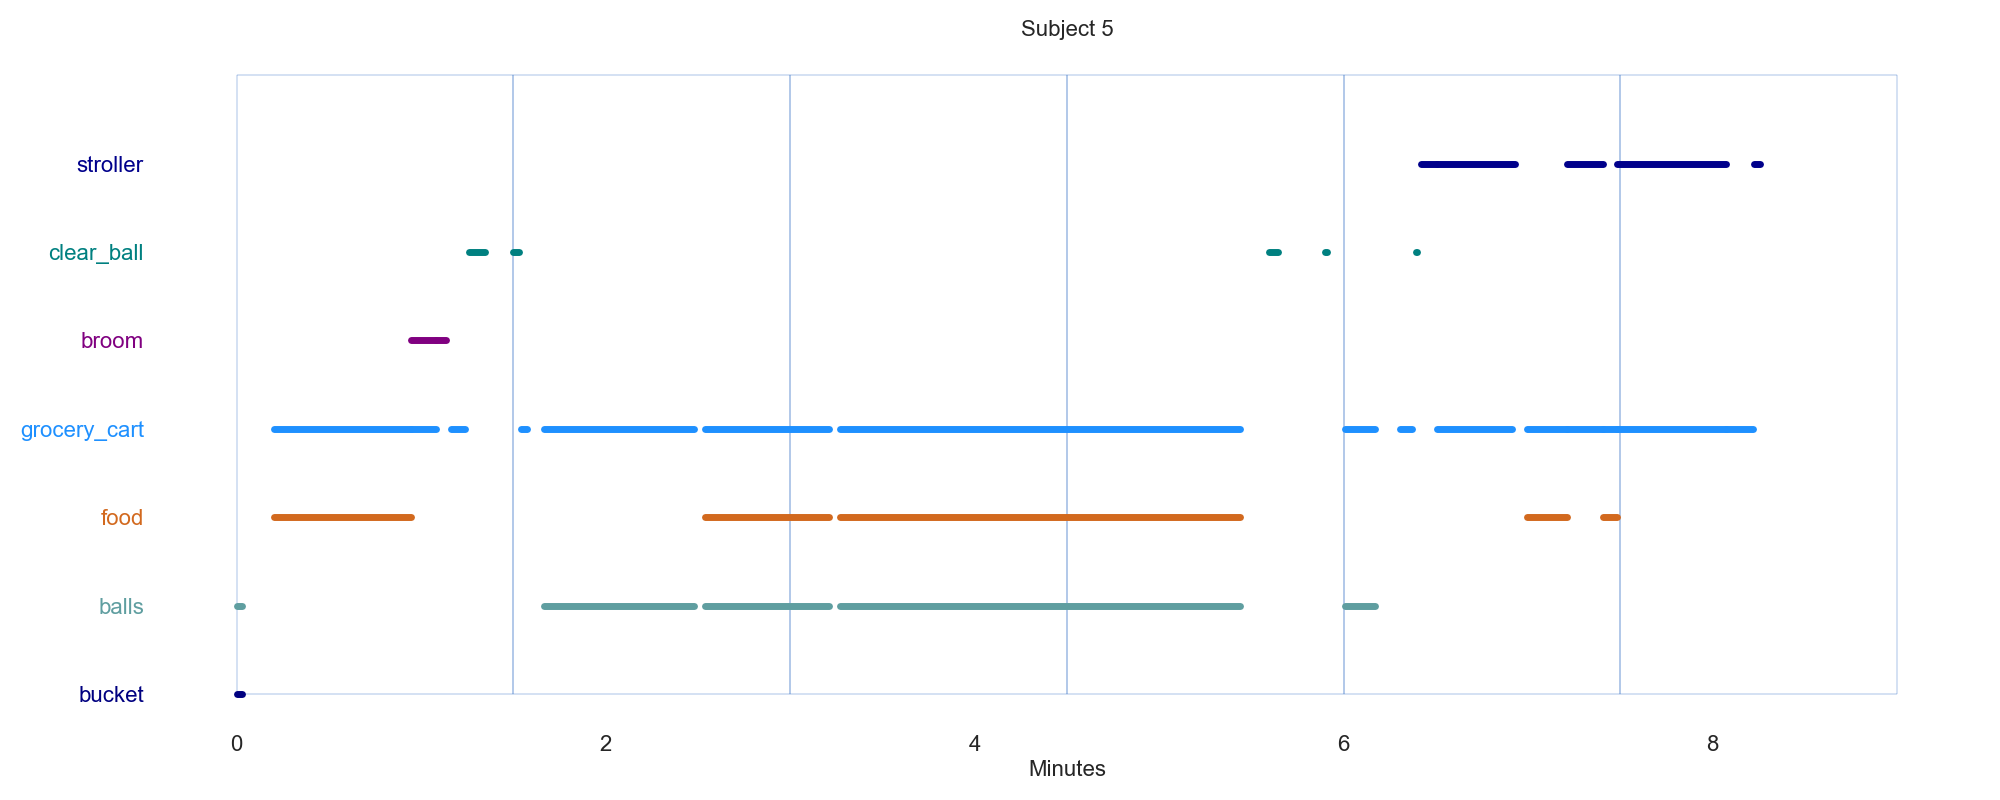 Subject 5
stroller
clear_ball
broom
grocery_cart
food
balls
bucket
0 2 4 6 8
Minutes